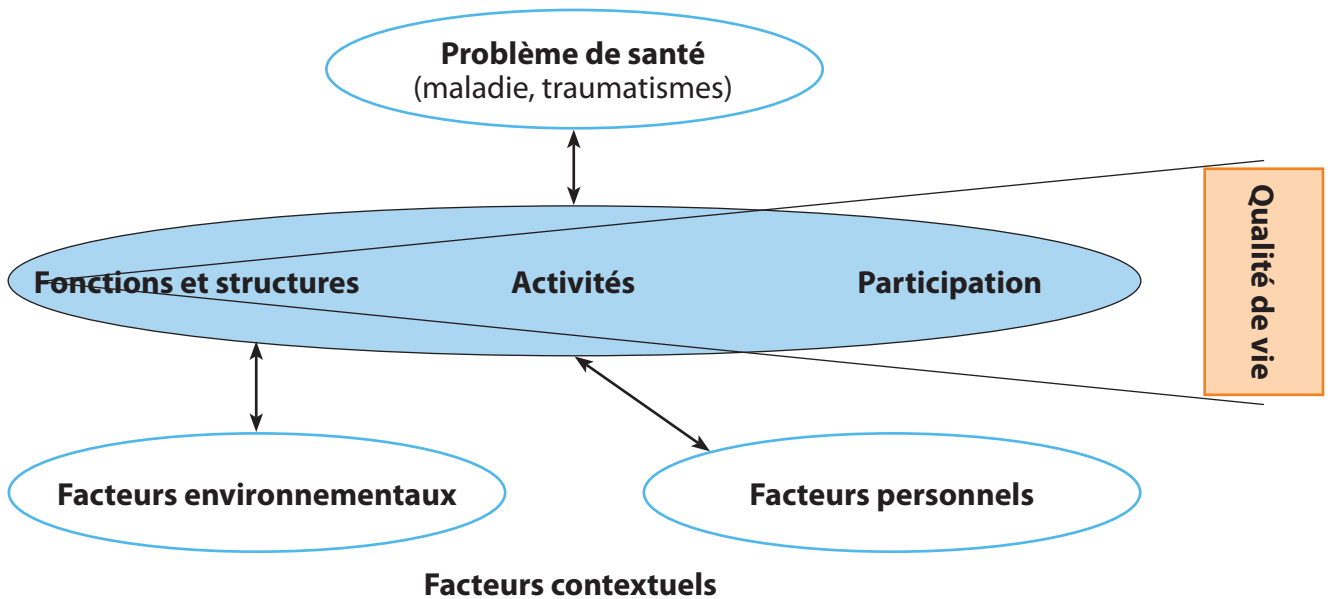 Problème de santé
(maladie, traumatismes)
Qualité de vie
Fonctions et structures
Activités
Participation
Facteurs environnementaux
Facteurs personnels
Facteurs contextuels